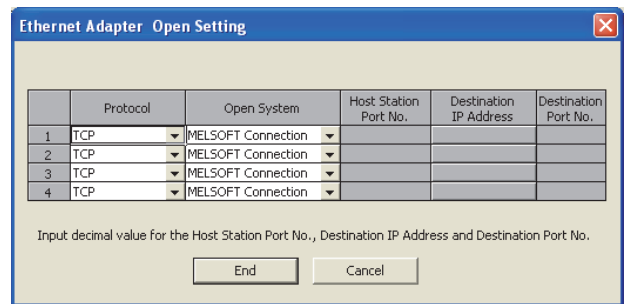 Ethernet Adapter Open Setting
Protocol Open System Host Station Port No. Destination IP Address Destination Port No.
1 TCP MELSOFT Connection
2 TCP MELSOFT Connection
3 TCP MELSOFT Connection
4 TCP MELSOFT Connection
Input decimal value for the Host Station Port No., Destination IP Address and Destination Port No.
End Cancel